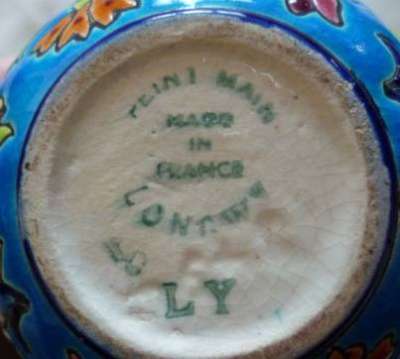 PEINT MAIN
MADE
IN
FRANCE
LONGWY
LY